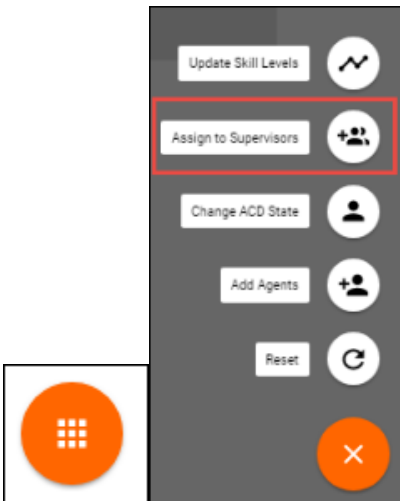 Update Skill Levels
Assign to Supervisors
Change ACD State
Add Agents
Reset